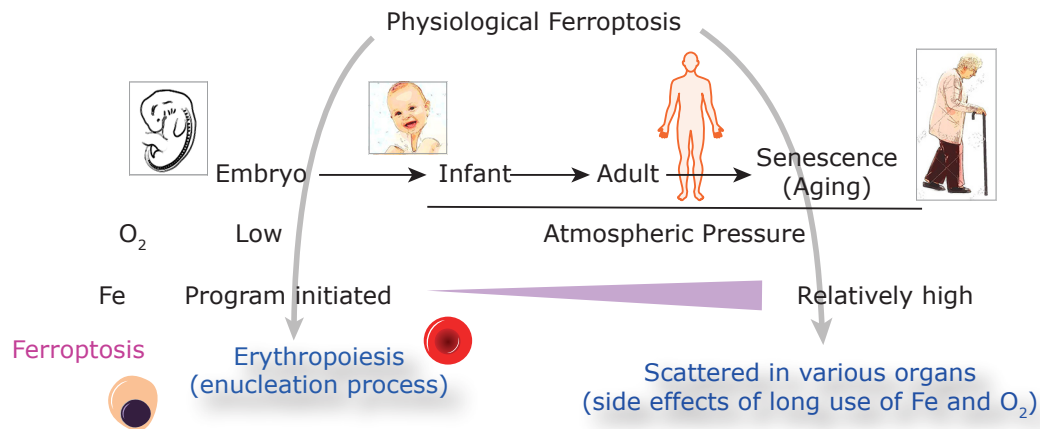 Physiological Ferroptosis
Embryo
Infant
Adult
Senescence
(Aging)
O₂
Low
Atmospheric Pressure
Fe
Program initiated
Relatively high
Ferroptosis
Erythropoiesis
(enucleation process)
Scattered in various organs
(side effects of long use of Fe and O₂)